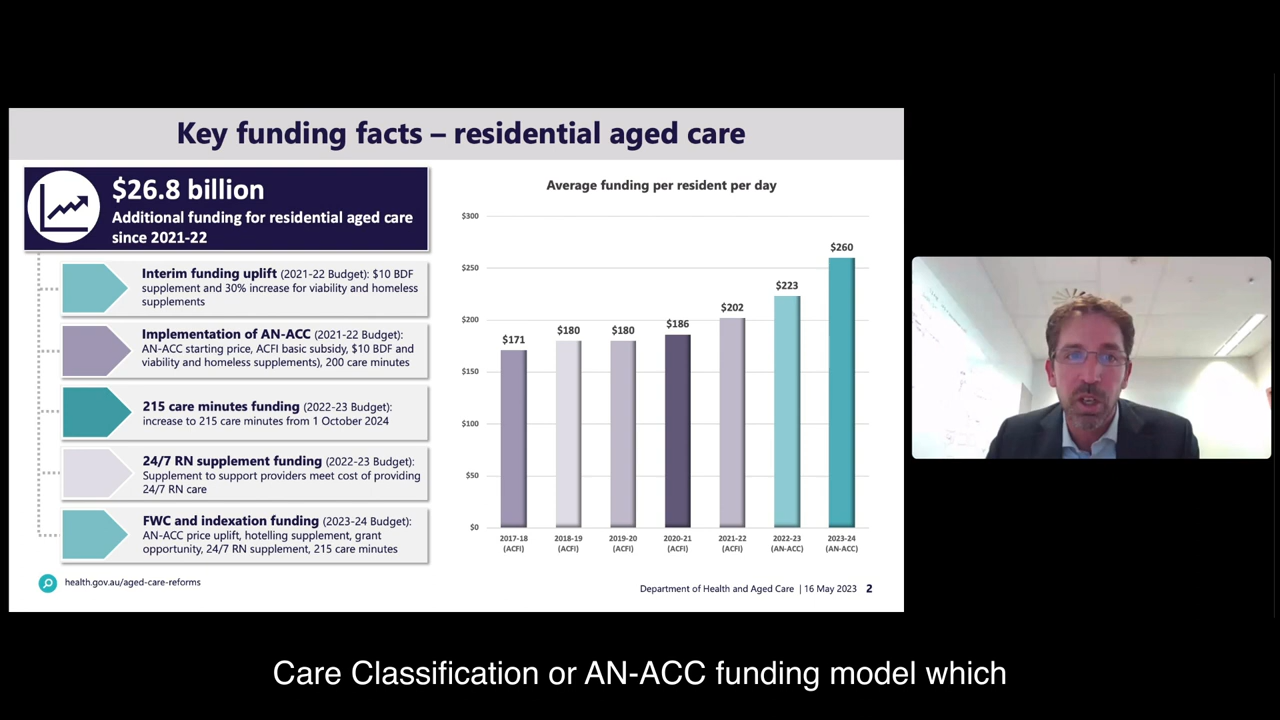 Key funding facts – residential aged care
$26.8 billion
Additional funding for residential aged care
since 2021-22
Interim funding uplift (2021-22 Budget): $10 BDF
supplement and 30% increase for viability and homeless
supplements
Implementation of AN-ACC (2021-22 Budget):
AN-ACC starting price, ACFI basic subsidy, $10 BDF and
viability and homeless supplements), 200 care minutes
215 care minutes funding (2022-23 Budget):
increase to 215 care minutes from 1 October 2024
24/7 RN supplement funding (2022-23 Budget):
Supplement to support providers meet cost of providing
24/7 RN care
FWC and indexation funding (2023-24 Budget):
AN-ACC price uplift, hotelling supplement, grant
opportunity, 24/7 RN supplement, 215 care minutes
health.gov.au/aged-care-reforms
Average funding per resident per day
$300
$250
$200
$150
$100
$50
$0
$171
$180
$180
$186
$202
$223
$260
2017-18 2018-19 2019-20 2020-21 2021-22 2022-23 2023-24
(ACFI) (ACFI) (ACFI) (ACFI) (ACFI) (AN-ACC) (AN-ACC)
Department of Health and Aged Care | 16 May 2023 2
Care Classification or AN-ACC funding model which